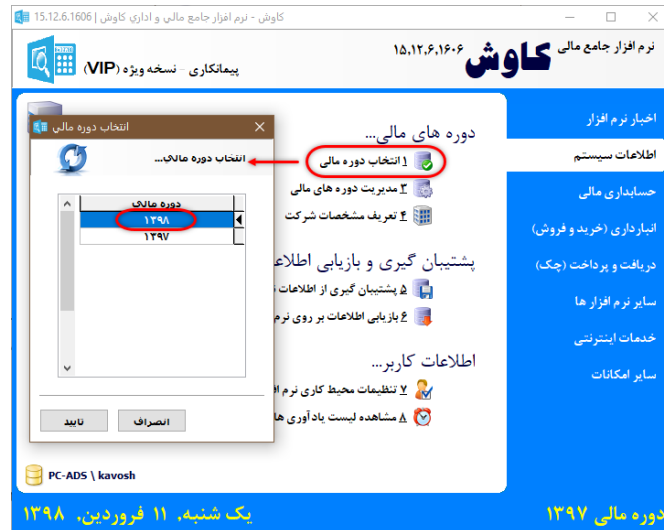 کاوش - نرم افزار جامع مالی و اداری کاوش | 15.12.6.1606
نرم افزار جامع مالی کاوش ۱۵,۱۲,۶,۱۶۰۶
پیمانکاری - نسخه ویژه (VIP)
اخبار نرم افزار
اطلاعات سیستم
حسابداری مالی
انبارداری (خرید و فروش)
دریافت و پرداخت (چک)
سایر نرم افزار ها
خدمات اینترنتی
سایر امکانات
دوره های مالی...
۱ انتخاب دوره مالی
۳ مدیریت دوره های مالی
۴ تعریف مشخصات شرکت
پشتیبان گیری و بازیابی اطلاعا
۵ پشتیبان گیری از اطلاعات
۶ بازیابی اطلاعات بر روی نرم
اطلاعات کاربر...
۷ تنظیمات محیط کاری نرم اف
۸ مشاهده لیست یادآوری ها
انتخاب دوره مالی
انتخاب دوره مالی...
دوره مالی
۱۳۹۸
۱۳۹۷
انصراف
تایید
PC-ADS \ kavosh
دوره مالی ۱۳۹۷
یک شنبه, ۱۱ فروردین, ۱۳۹۸